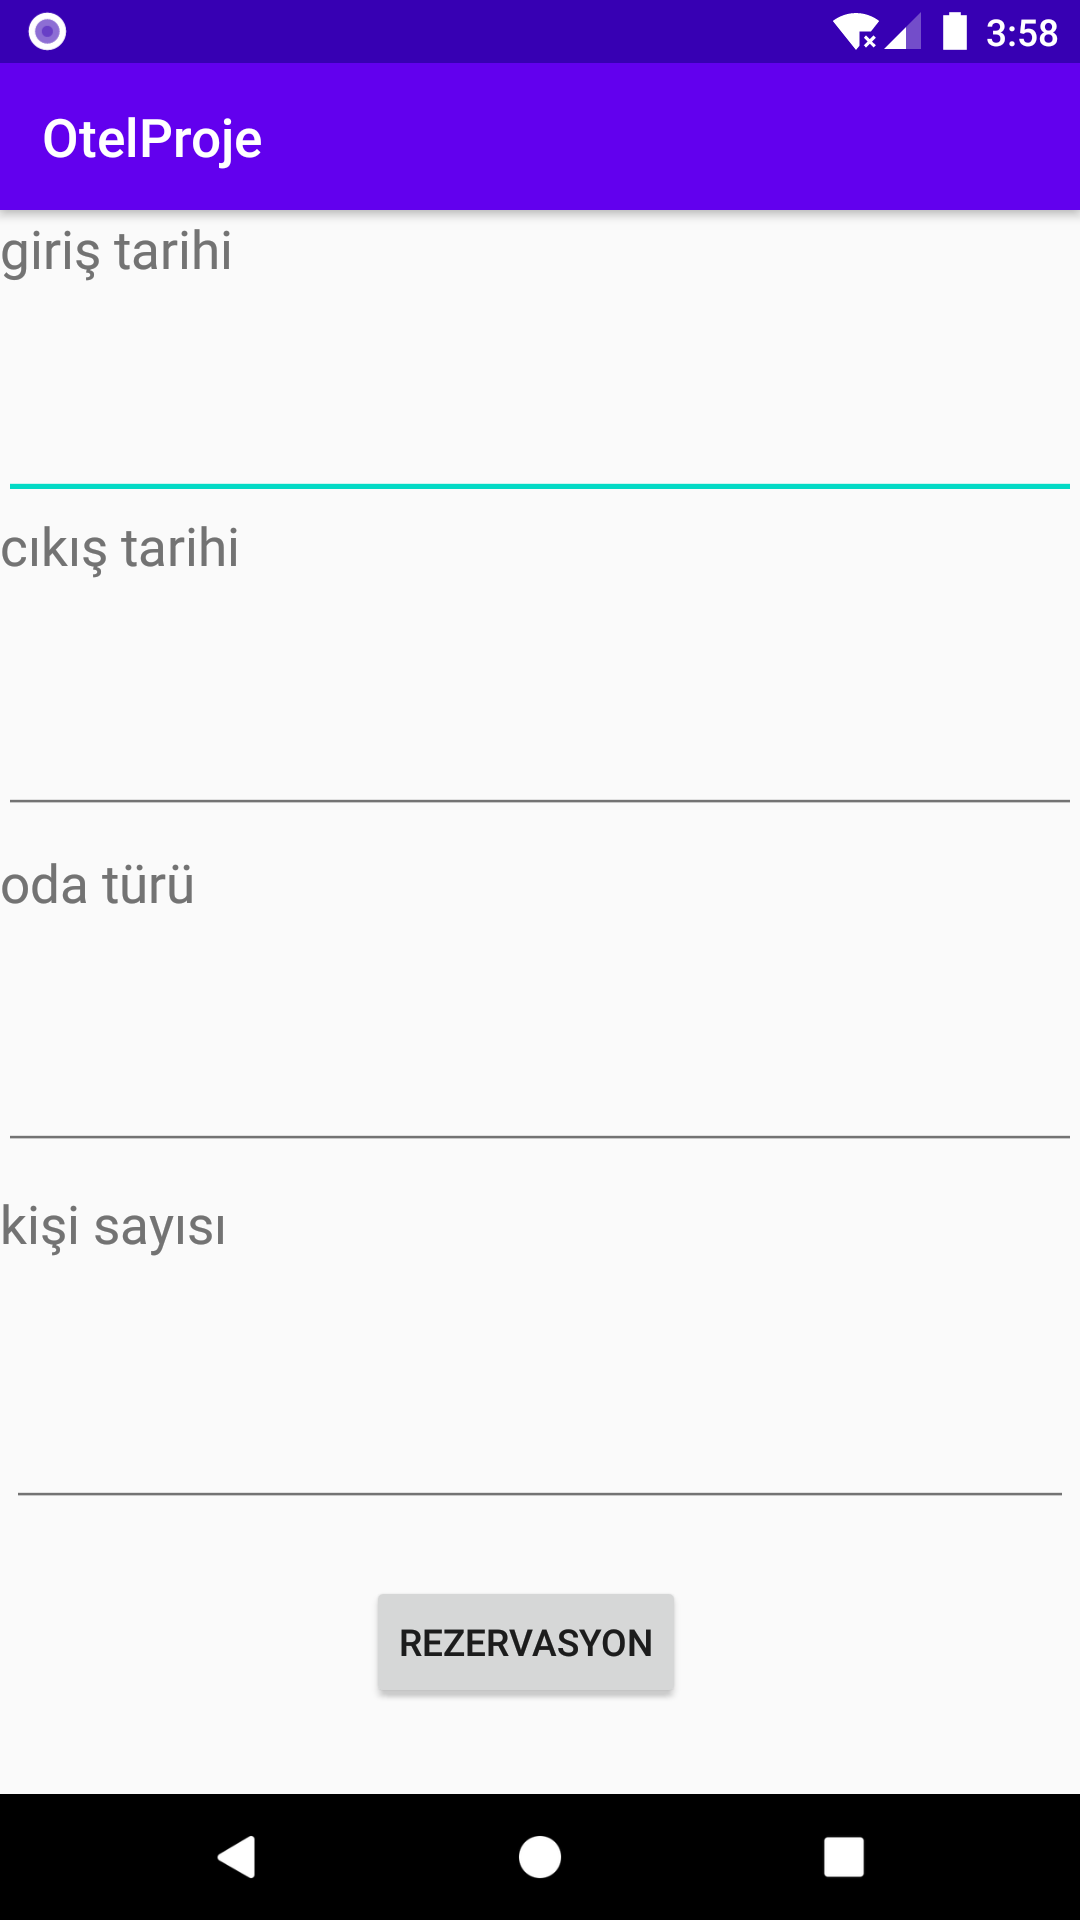 3:58
OtelProje
giriş tarihi
cıkış tarihi
oda türü
kişi sayısı
REZERVASYON